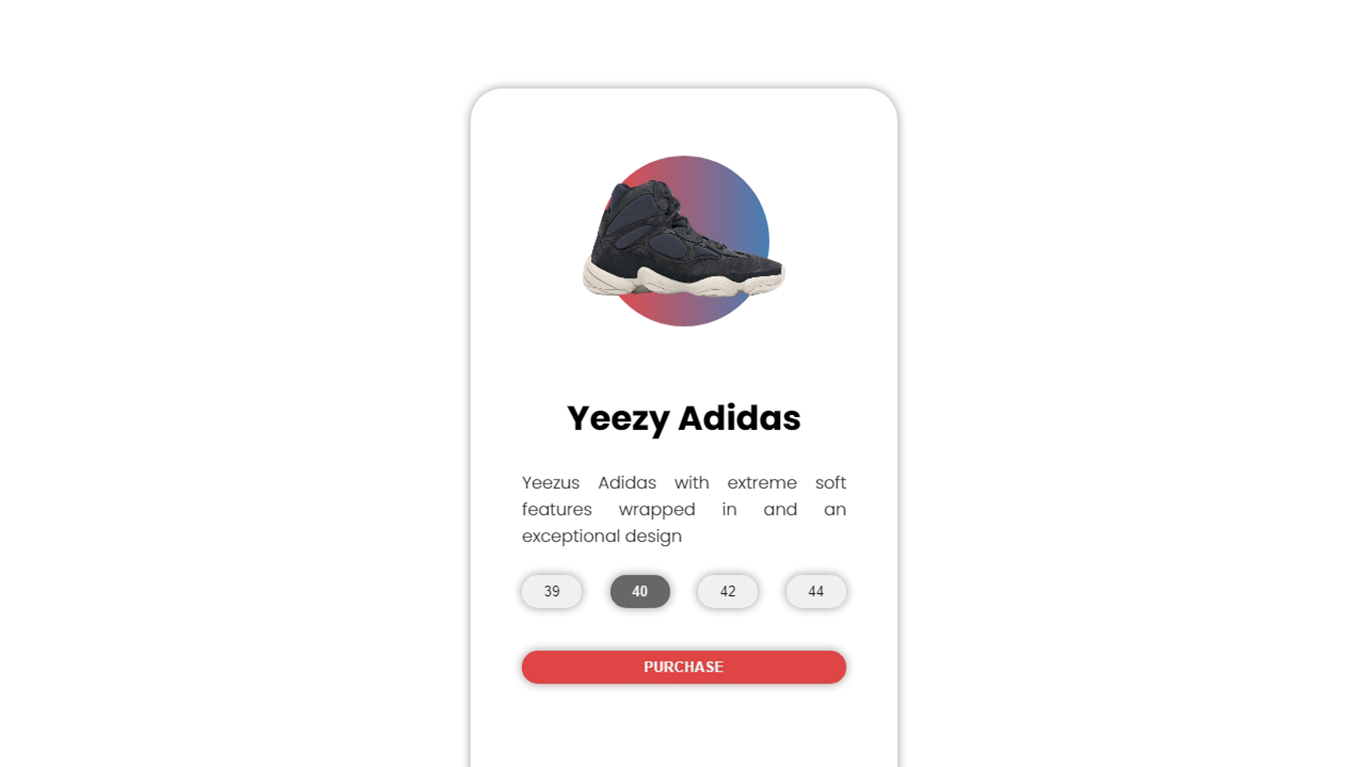 Yeezy Adidas
Yeezus Adidas with extreme soft
features wrapped in and an
exceptional design
39 40 42 44
PURCHASE